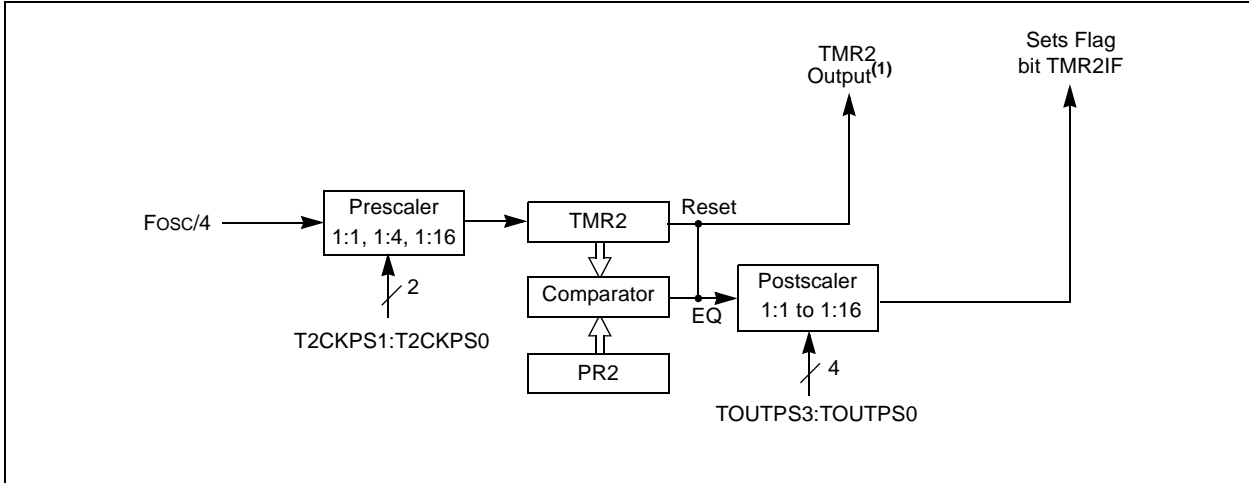 TMR2
Output(1)
Sets Flag
bit TMR2IF
FOSC/4
Prescaler
1:1, 1:4, 1:16
2
T2CKPS1:T2CKPS0
TMR2
Reset
Comparator
EQ
PR2
Postscaler
1:1 to 1:16
4
TOUTPS3:TOUTPS0